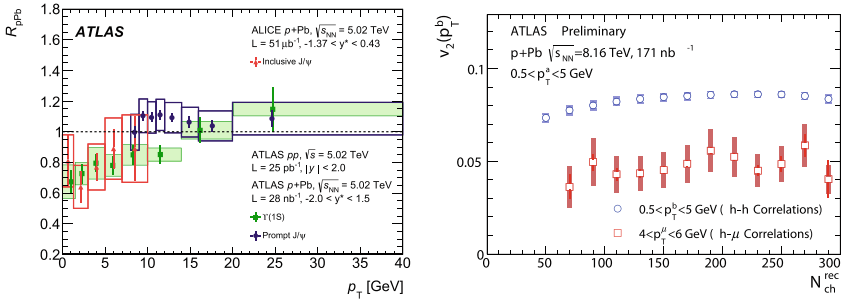 R_pPb
ATLAS
ALICE p+Pb, √s_NN = 5.02 TeV
L = 51 μb⁻¹, -1.37 < y* < 0.43
Inclusive J/ψ
ATLAS pp, √s = 5.02 TeV
L = 25 pb⁻¹, |y| < 2.0
ATLAS p+Pb, √s_NN = 5.02 TeV
L = 28 nb⁻¹, -2.0 < y* < 1.5
ϒ(1S)
Prompt J/ψ
1.8
1.6
1.4
1.2
1
0.8
0.6
0.4
0.2
0 5 10 15 20 25 30 35 40
p_T [GeV]
v₂(p_T^b)
ATLAS Preliminary
p+Pb √s_NN=8.16 TeV, 171 nb⁻¹
0.5<p_T^a<5 GeV
0.1
0.05
0
0.5<p_T^b<5 GeV ( h-h Correlations)
4<p_T^μ<6 GeV ( h-μ Correlations)
0 50 100 150 200 250 300
N_ch^rec